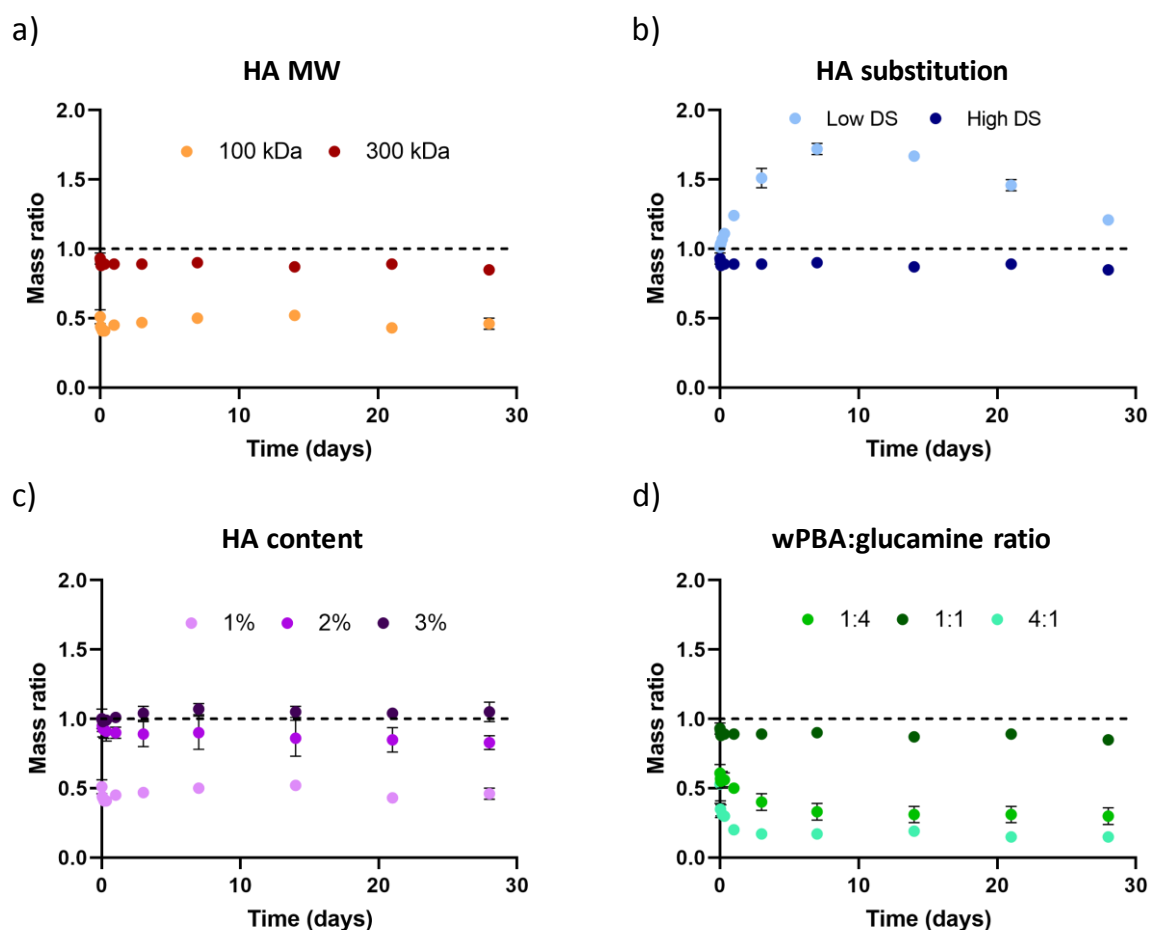 a)
HA MW
2.0
1.5
1.0
0.5
0.0
Mass ratio
100 kDa 300 kDa
0 10 20 30
Time (days)
b)
HA substitution
2.0
1.5
1.0
0.5
0.0
Mass ratio
Low DS High DS
0 10 20 30
Time (days)
c)
HA content
2.0
1.5
1.0
0.5
0.0
Mass ratio
1% 2% 3%
0 10 20 30
Time (days)
d)
wPBA:glucamine ratio
2.0
1.5
1.0
0.5
0.0
Mass ratio
1:4 1:1 4:1
0 10 20 30
Time (days)